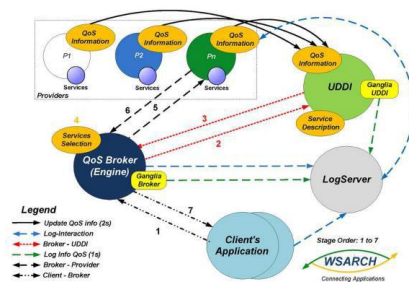 QoS
Information
QoS
Information
QoS
Information
P1
P2
Pn
Services
Services
Services
Providers
QoS
Information
UDDI
Ganglia
UDDI
Service
Description
6
5
3
2
4
Services
Selection
QoS Broker
(Engine)
Ganglia
Broker
LogServer
7
1
Client's
Application
Legend
Update QoS info (2s)
Log-Interaction
Broker - UDDI
Log Info QoS (1s)
Broker - Provider
Client - Broker
Stage Order: 1 to 7
WSARCH
Connecting Applications